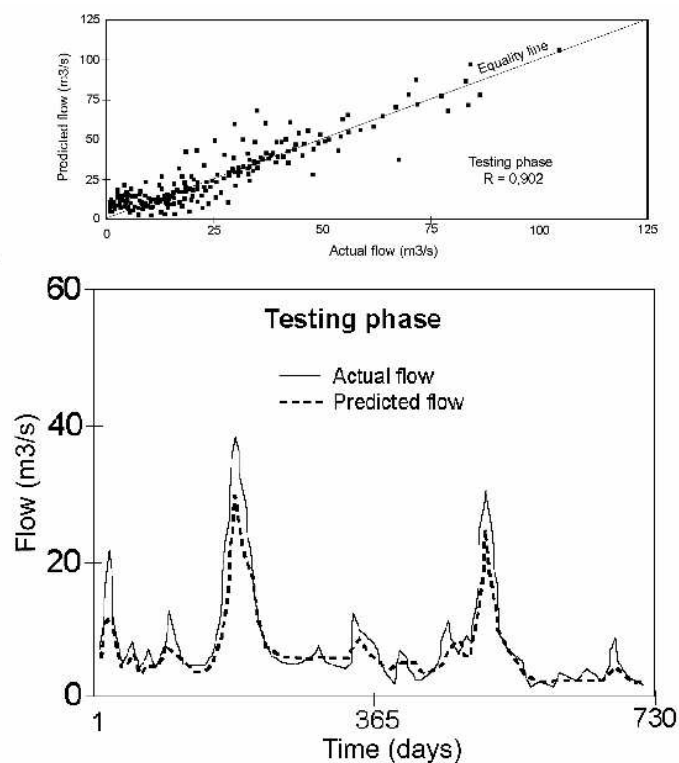 125
100
75
50
25
0
Predicted flow (m3/s)
Equality line
Testing phase
R = 0,902
0 25 50 75 100 125
Actual flow (m3/s)
60
40
20
0
Flow (m3/s)
Testing phase
Actual flow
Predicted flow
1 365 730
Time (days)